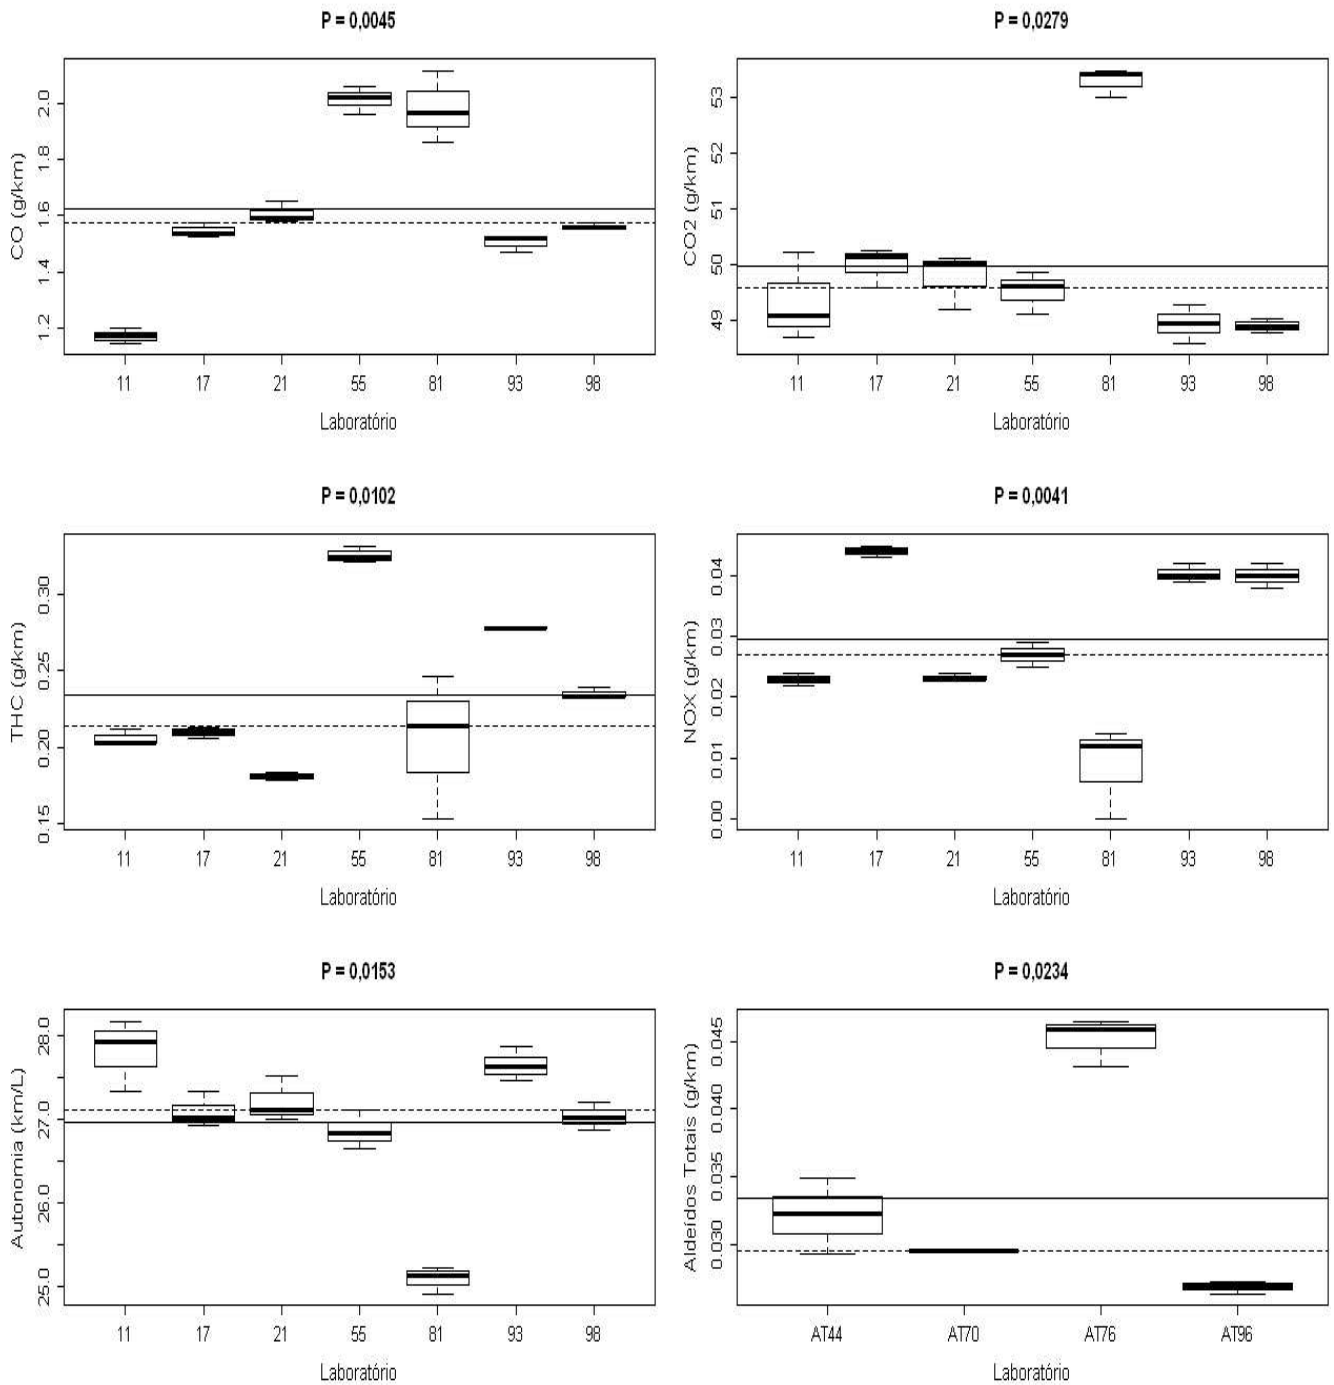 P = 0,0045
CO (g/km)
2.0
1.8
1.6
1.4
1.2
11 17 21 55 81 93 98
Laboratório
P = 0,0279
CO2 (g/km)
53
52
51
50
49
11 17 21 55 81 93 98
Laboratório
P = 0,0102
THC (g/km)
0.30
0.25
0.20
0.15
11 17 21 55 81 93 98
Laboratório
P = 0,0041
NOX (g/km)
0.04
0.03
0.02
0.01
0.00
11 17 21 55 81 93 98
Laboratório
P = 0,0153
Autonomia (km/L)
28.0
27.0
26.0
25.0
11 17 21 55 81 93 98
Laboratório
P = 0,0234
Aldeídos Totais (g/km)
0.045
0.040
0.035
0.030
AT44 AT70 AT76 AT96
Laboratório